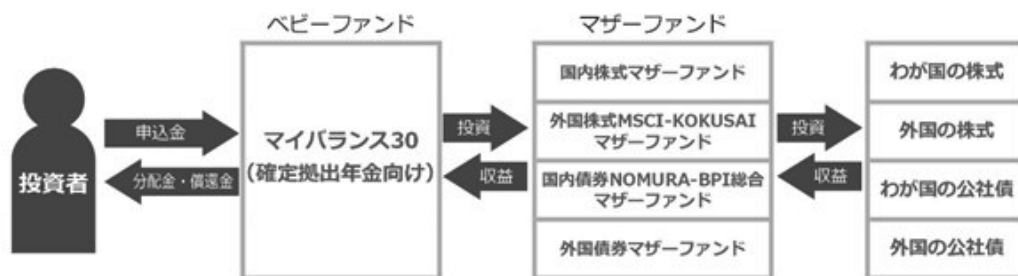 ベビーファンド
マザーファンド
投資者
申込金
分配金・償還金
マイバランス30
（確定拠出年金向け）
投資
収益
国内株式マザーファンド
外国株式MSCI-KOKUSAI
マザーファンド
国内債券NOMURA-BPI総合
マザーファンド
外国債券マザーファンド
投資
収益
わが国の株式
外国の株式
わが国の公社債
外国の公社債